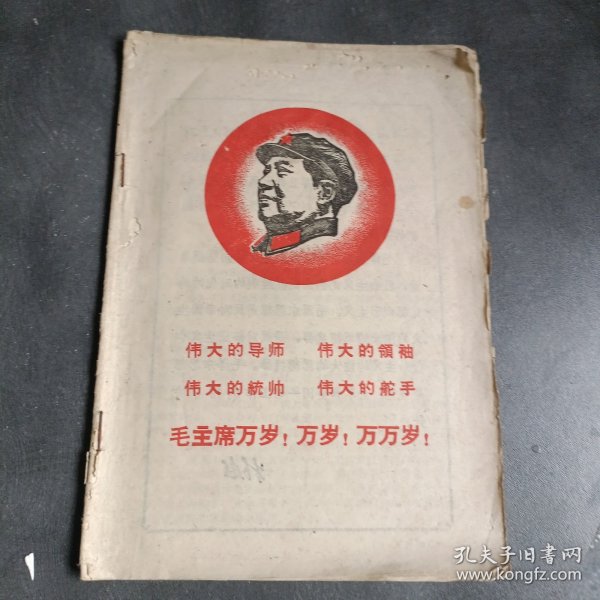 伟大的导师 伟大的領袖
伟大的統帅 伟大的舵手
毛主席万岁！万岁！万万岁！
孔夫子旧书网
www.kongfz.com